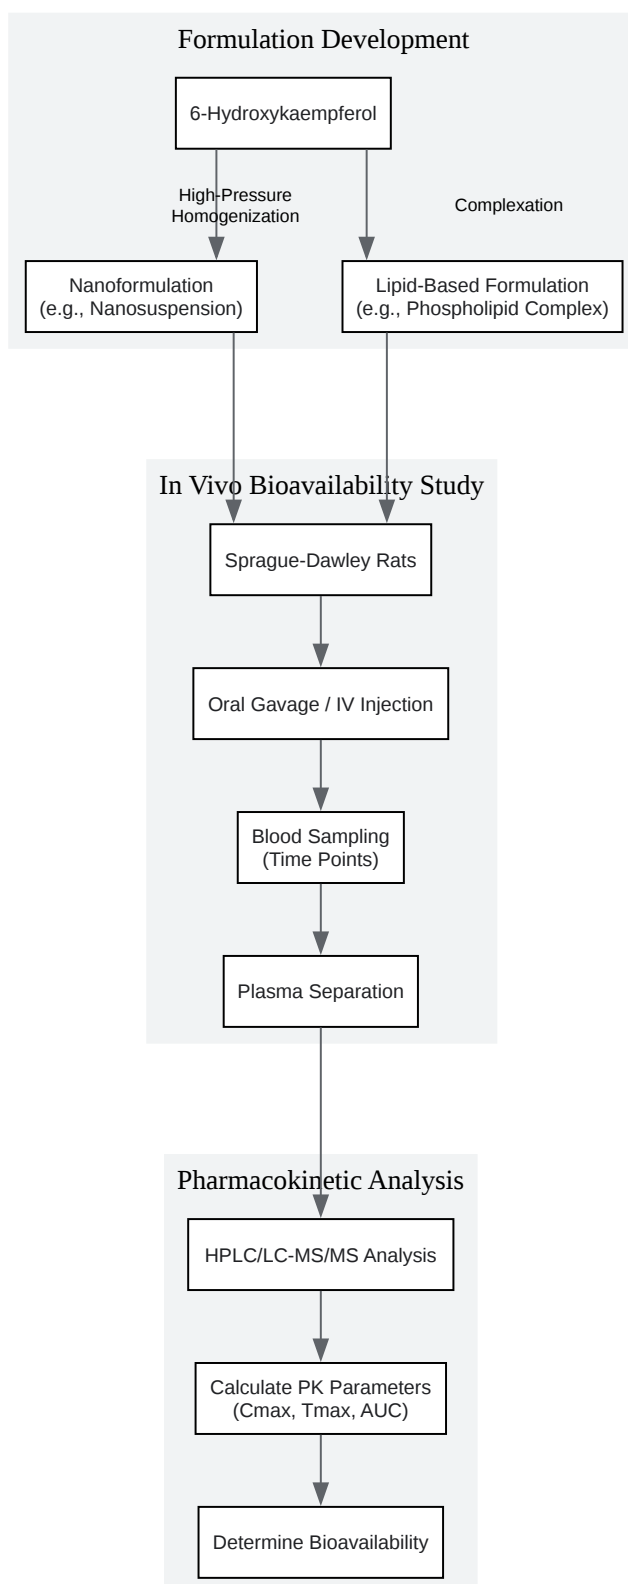 Formulation Development
6-Hydroxykaempferol
High-Pressure
Homogenization
Complexation
Nanoformulation
(e.g., Nanosuspension)
Lipid-Based Formulation
(e.g., Phospholipid Complex)
In Vivo Bioavailability Study
Sprague-Dawley Rats
Oral Gavage / IV Injection
Blood Sampling
(Time Points)
Plasma Separation
Pharmacokinetic Analysis
HPLC/LC-MS/MS Analysis
Calculate PK Parameters
(Cmax, Tmax, AUC)
Determine Bioavailability